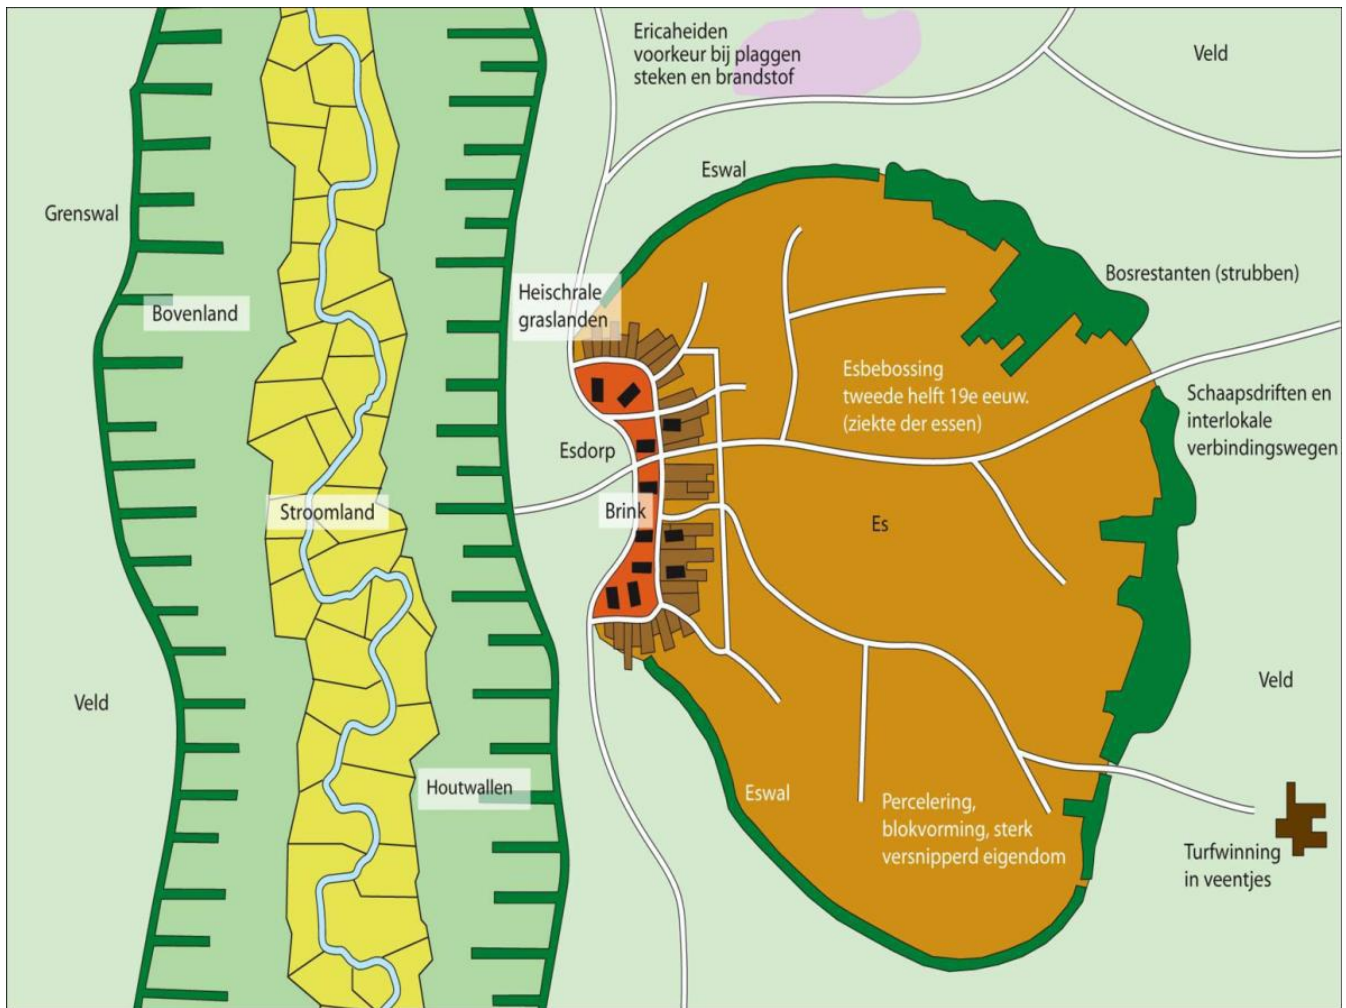 Ericaheiden
voorkeur bij plaggen
steken en brandstof
Veld
Eswal
Grenswal
Bosrestanten (strubben)
Heischrale
graslanden
Bovenland
Esbebossing
tweede helft 19e eeuw.
(ziekte der essen)
Schaapsdriften en
interlokale
verbindingswegen
Esdorp
Stroomland
Brink
Es
Veld
Veld
Houtwallen
Eswal
Percelering,
blokvorming, sterk
versnipperd eigendom
Turfwinning
in veentjes